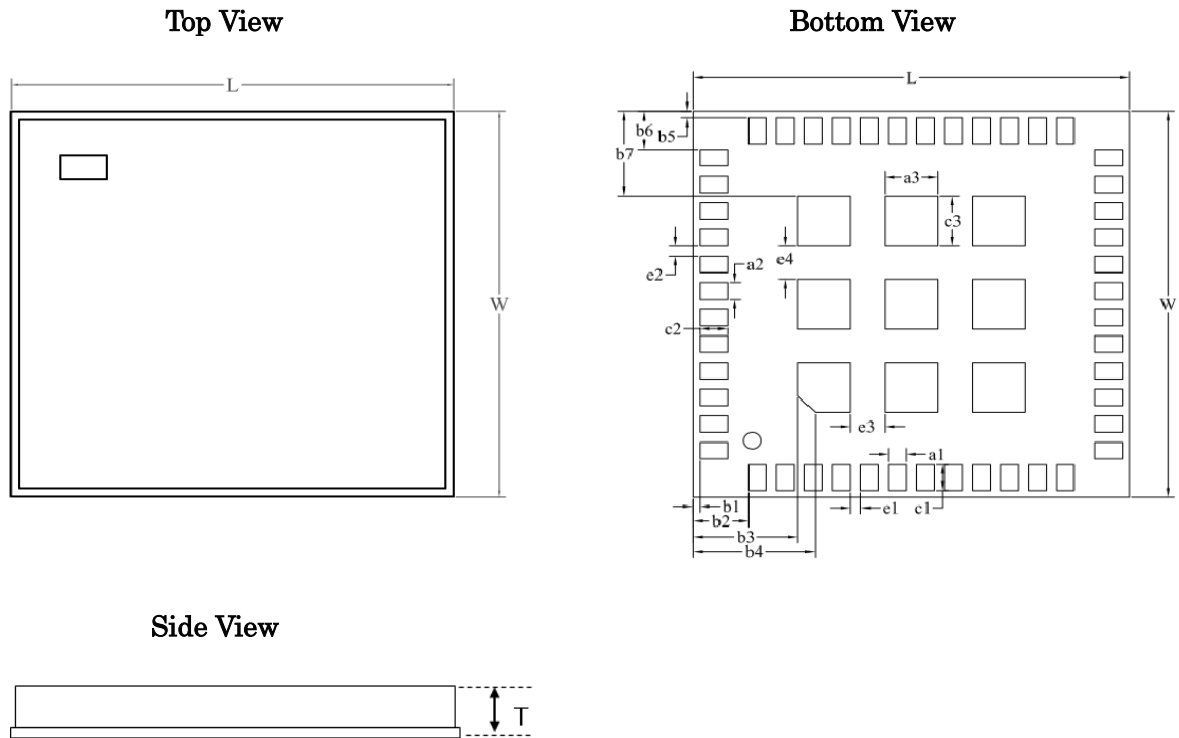 Top View
Bottom View
L
L
b6
b5
b7
a3
c3
e4
e2
a2
W
W
c2
e3
a1
b1
e1
c1
b2
b3
b4
Side View
T